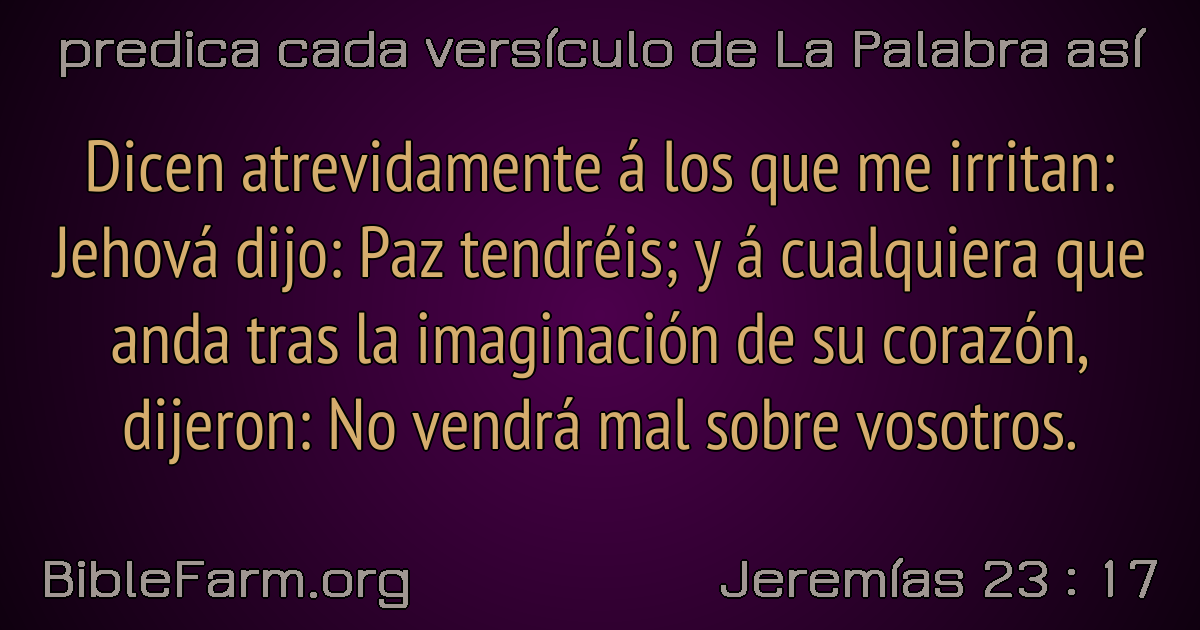 predica cada versículo de La Palabra así
Dicen atrevidamente á los que me irritan:
Jehová dijo: Paz tendréis; y á cualquiera que
anda tras la imaginación de su corazón,
dijeron: No vendrá mal sobre vosotros.
BibleFarm.org
Jeremías 23 : 17